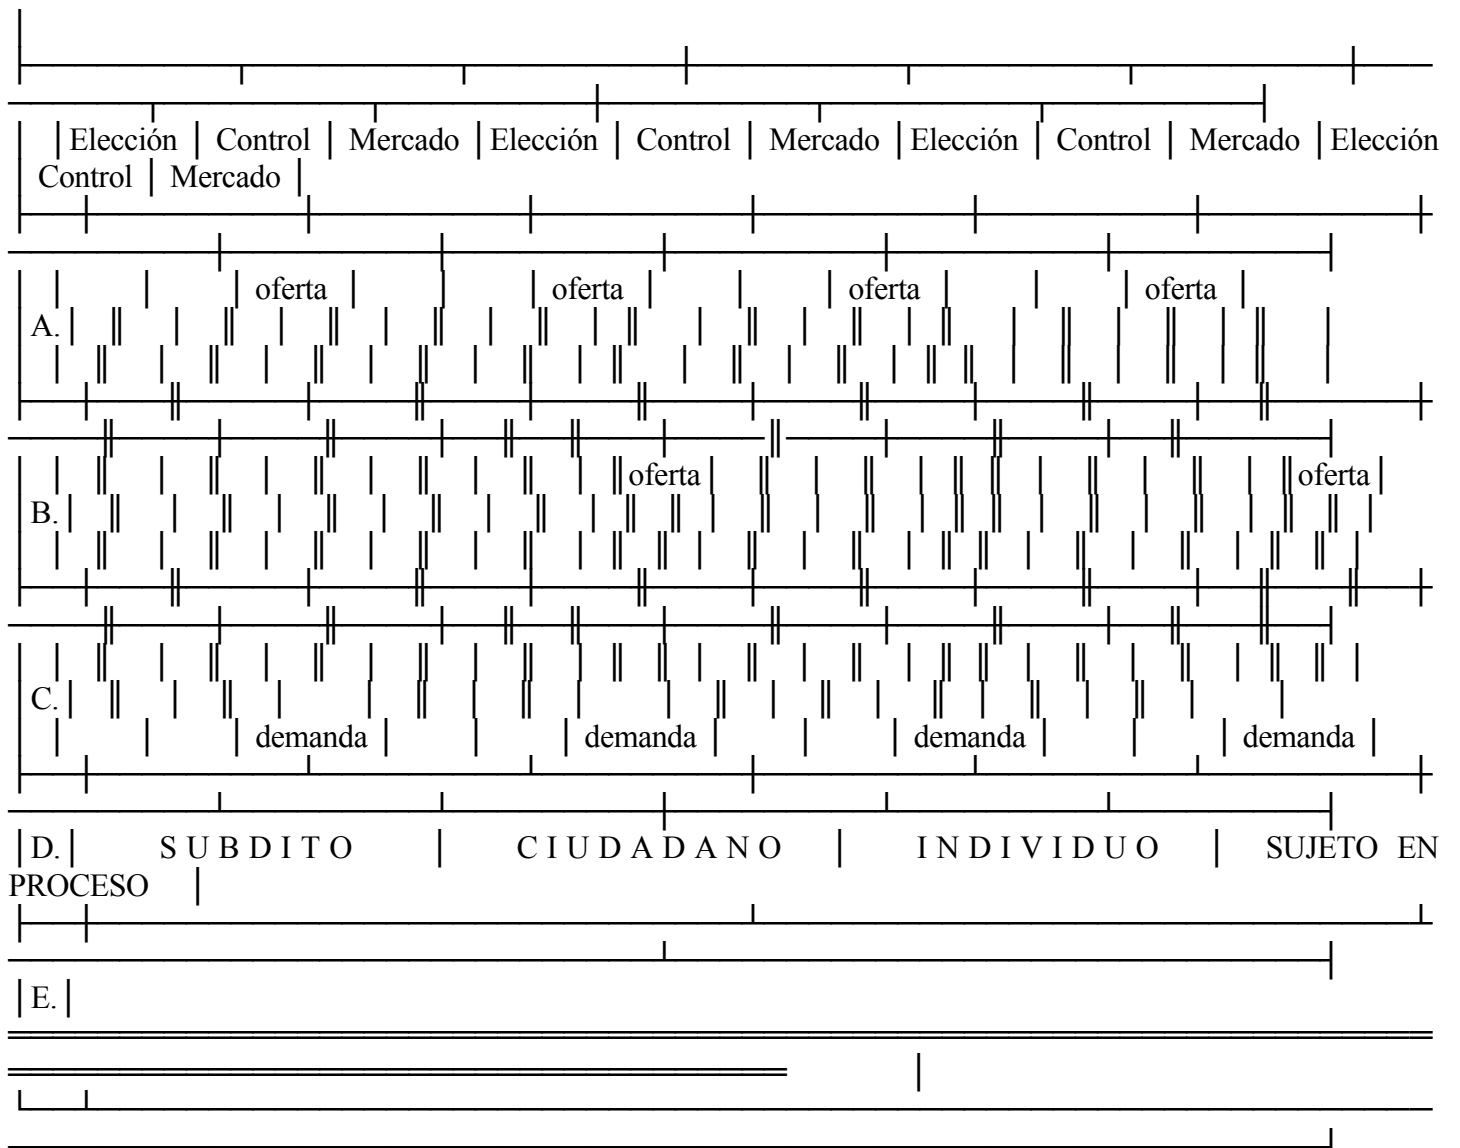 Elección Control Mercado Elección Control Mercado Elección Control Mercado Elección
Control Mercado
oferta oferta oferta oferta
A.
oferta oferta
B.
C.
demanda demanda demanda demanda
D. S U B D I T O C I U D A D A N O I N D I V I D U O SUJETO EN
PROCESO
E.